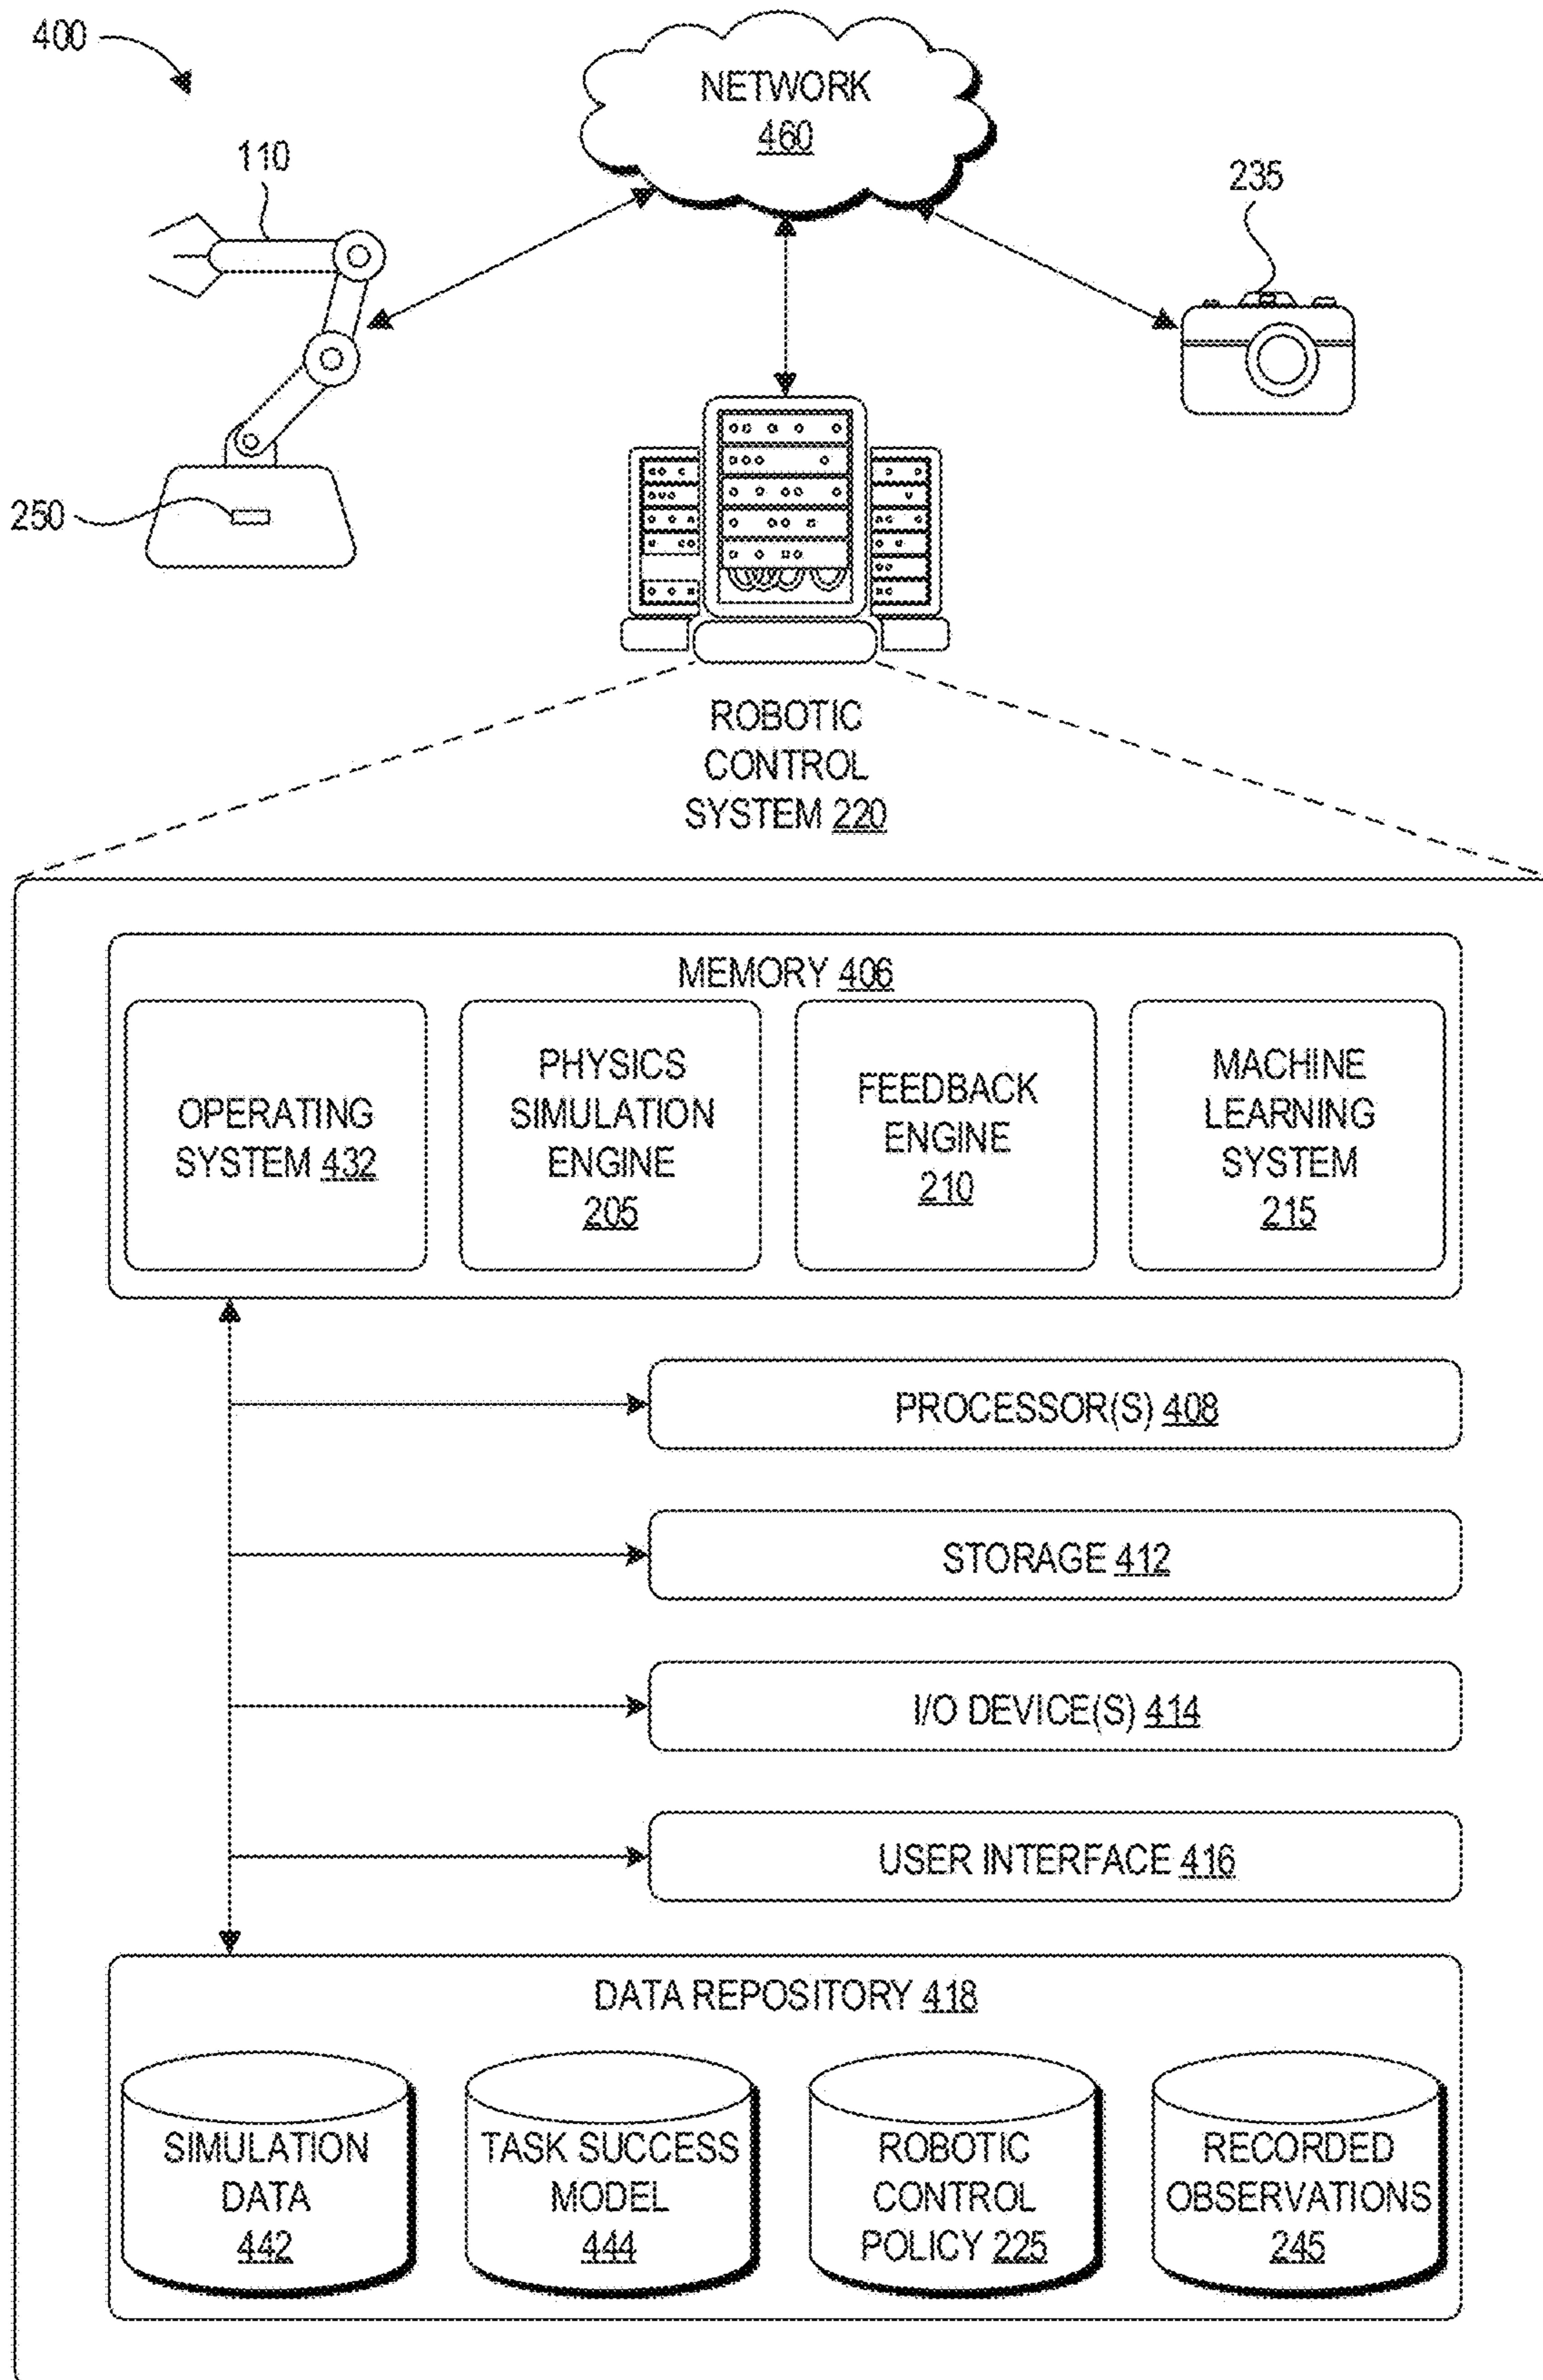 400
NETWORK
460
110
235
250
ROBOTIC
CONTROL
SYSTEM 220
MEMORY 406
OPERATING
SYSTEM 432
PHYSICS
SIMULATION
ENGINE
205
FEEDBACK
ENGINE
210
MACHINE
LEARNING
SYSTEM
215
PROCESSOR(S) 408
STORAGE 412
I/O DEVICE(S) 414
USER INTERFACE 416
DATA REPOSITORY 418
SIMULATION
DATA
442
TASK SUCCESS
MODEL
444
ROBOTIC
CONTROL
POLICY 225
RECORDED
OBSERVATIONS
245